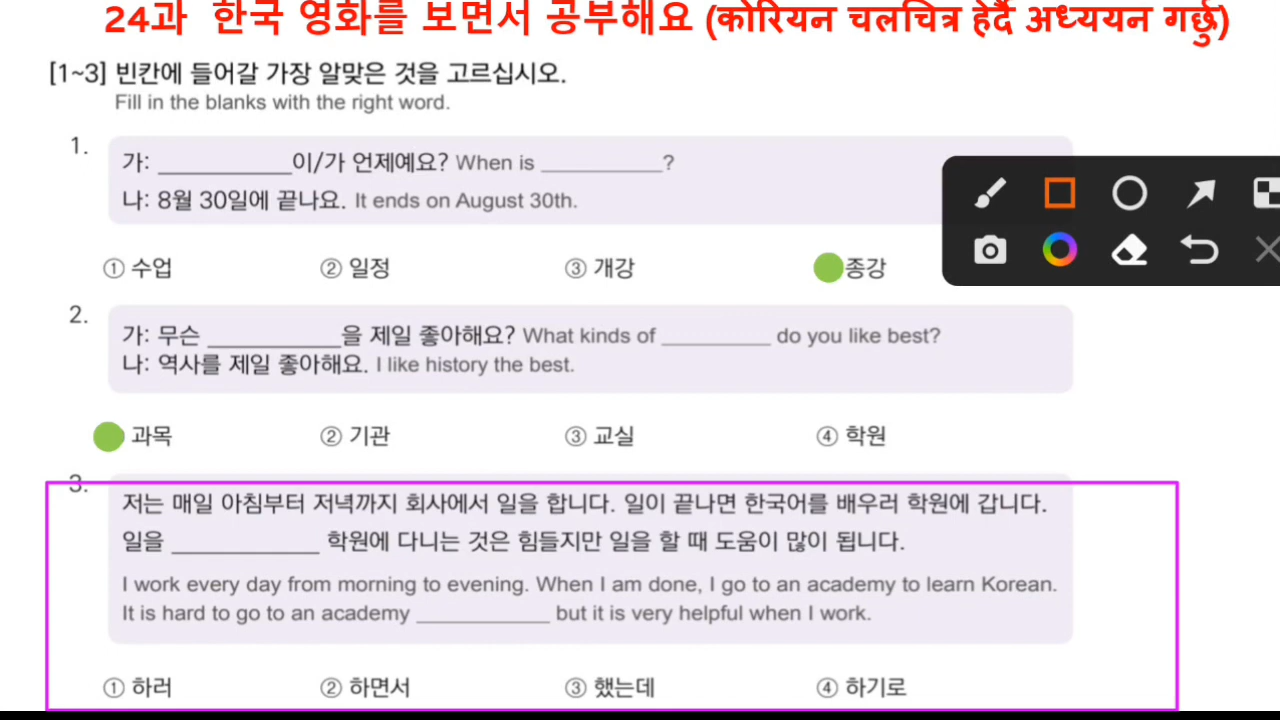 24과 한국 영화를 보면서 공부해요 (कोरियन चलचित्र हेर्दै अध्ययन गर्छु)
[1~3] 빈칸에 들어갈 가장 알맞은 것을 고르십시오.
Fill in the blanks with the right word.
1.
가: ____________이/가 언제예요? When is ___________?
나: 8월 30일에 끝나요. It ends on August 30th.
① 수업 ② 일정 ③ 개강 종강
2.
가: 무슨 ____________을 제일 좋아해요? What kinds of __________ do you like best?
나: 역사를 제일 좋아해요. I like history the best.
과목 ② 기관 ③ 교실 ④ 학원
3.
저는 매일 아침부터 저녁까지 회사에서 일을 합니다. 일이 끝나면 한국어를 배우러 학원에 갑니다.
일을 _____________ 학원에 다니는 것은 힘들지만 일을 할 때 도움이 많이 됩니다.
I work every day from morning to evening. When I am done, I go to an academy to learn Korean.
It is hard to go to an academy ____________ but it is very helpful when I work.
① 하러 ② 하면서 ③ 했는데 ④ 하기로